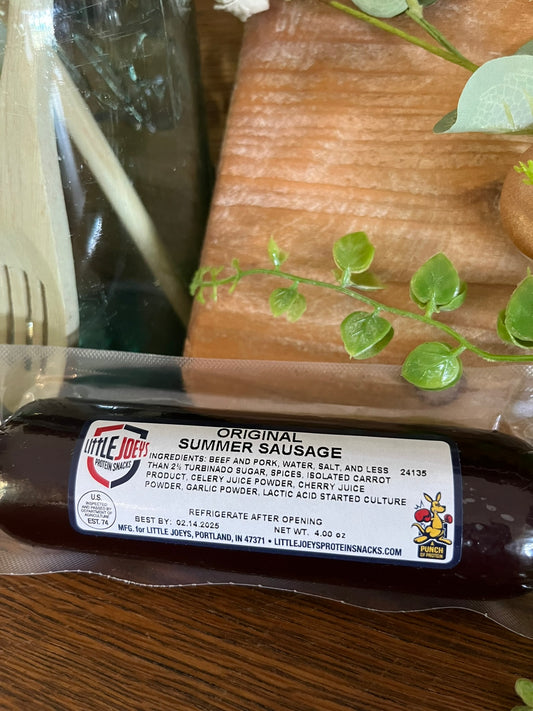 LITTLE JOEYS
PROTEIN SNACKS
ORIGINAL
SUMMER SAUSAGE
INGREDIENTS: BEEF AND PORK, WATER, SALT, AND LESS
THAN 2½ TURBINADO SUGAR, SPICES, ISOLATED CARROT
PRODUCT, CELERY JUICE POWDER, CHERRY JUICE
POWDER, GARLIC POWDER, LACTIC ACID STARTED CULTURE
24135
U.S.
INSPECTED
AND PASSED BY
DEPARTMENT OF
AGRICULTURE
EST. 74
REFRIGERATE AFTER OPENING
BEST BY: 02.14.2025
NET WT. 4.00 oz
MFG. for LITTLE JOEYS, PORTLAND, IN 47371 • LITTLEJOEYSPROTEINSNACKS.COM
PUNCH
OF PROTEIN